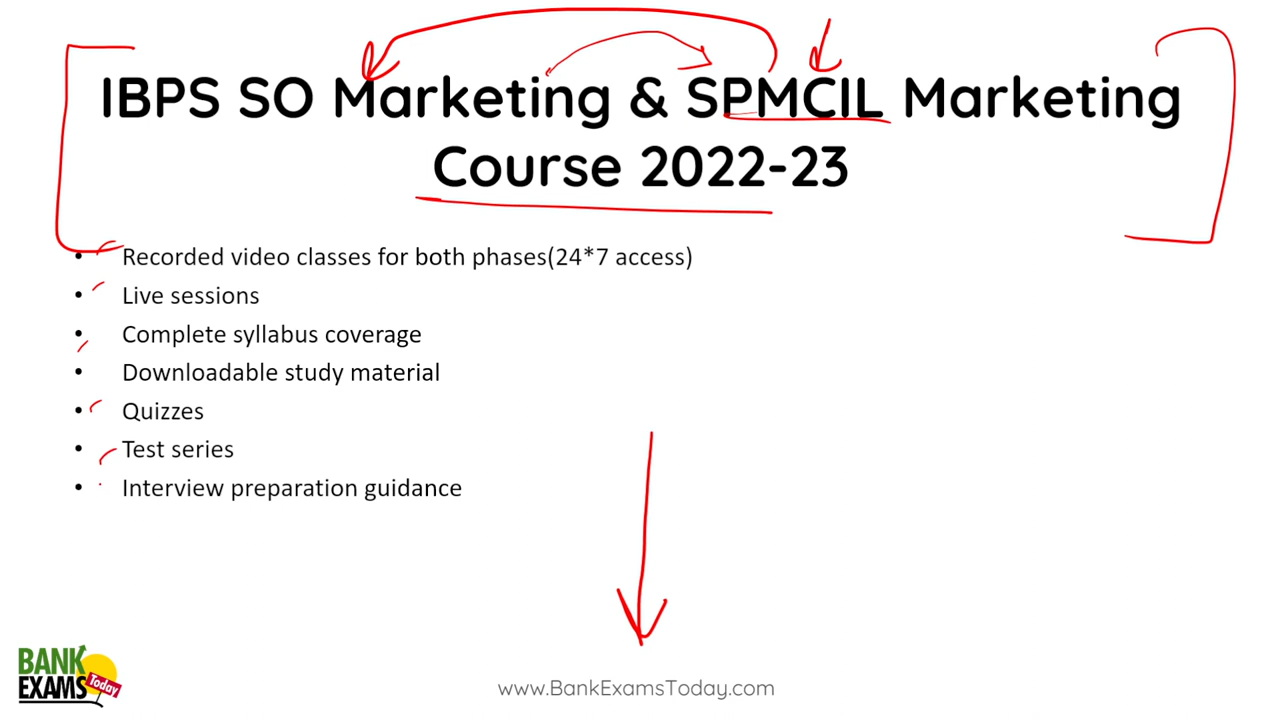 IBPS SO Marketing & SPMCIL Marketing
Course 2022-23
• Recorded video classes for both phases(24*7 access)
• Live sessions
• Complete syllabus coverage
• Downloadable study material
• Quizzes
• Test series
• Interview preparation guidance
BANK
EXAMS Today
www.BankExamsToday.com